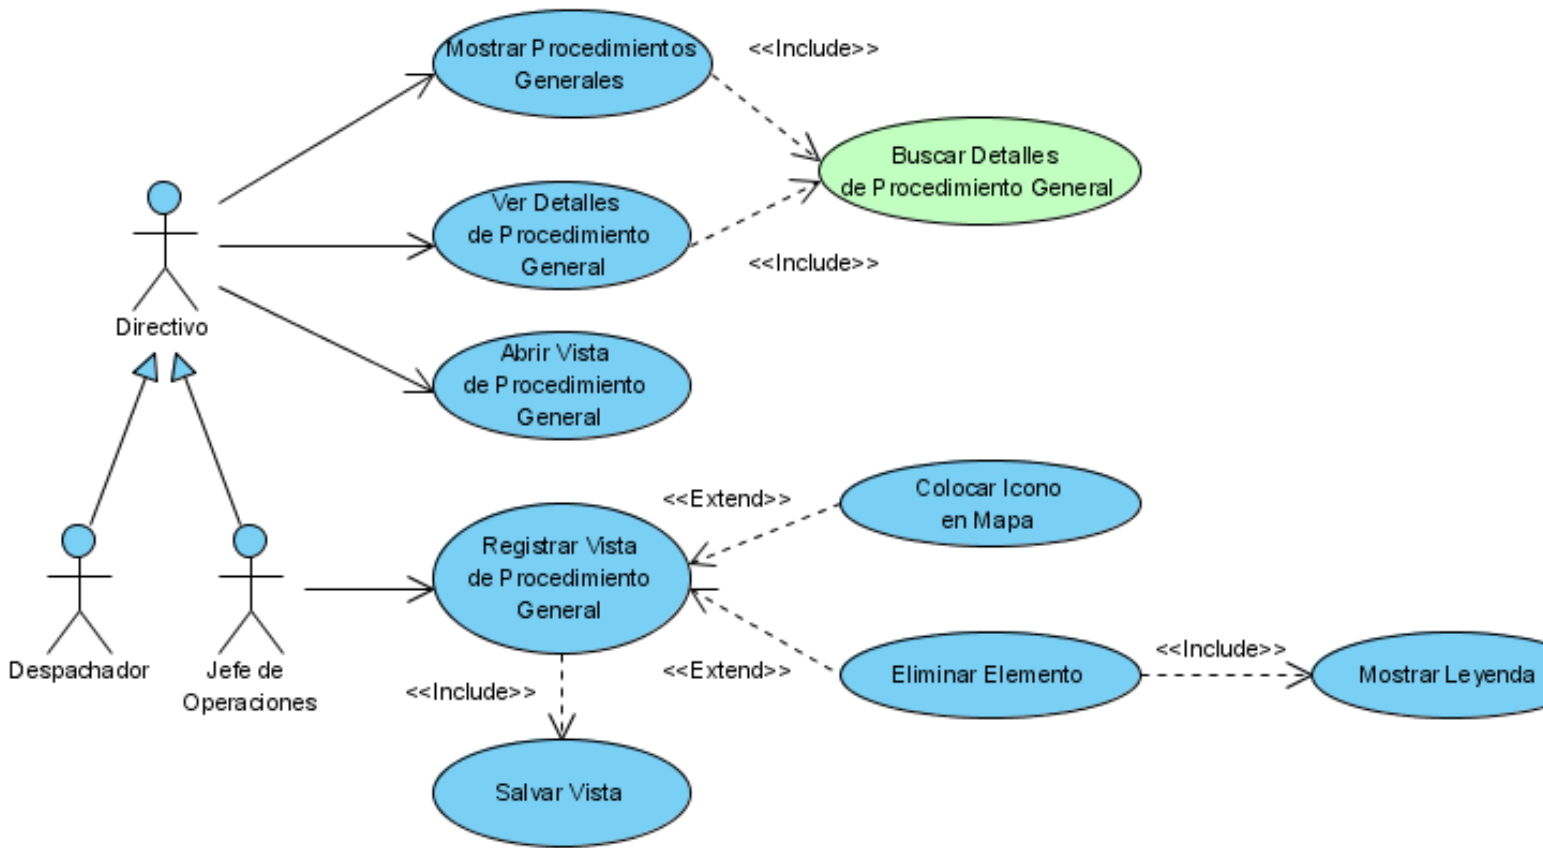 Mostrar Procedimientos
Generales
<<Include>>
Buscar Detalles
de Procedimiento General
Ver Detalles
de Procedimiento
General
<<Include>>
Directivo
Abrir Vista
de Procedimiento
General
<<Extend>>
Colocar Icono
en Mapa
Registrar Vista
de Procedimiento
General
<<Extend>>
Eliminar Elemento
<<Include>>
Mostrar Leyenda
Despachador
Jefe de
Operaciones
<<Include>>
Salvar Vista